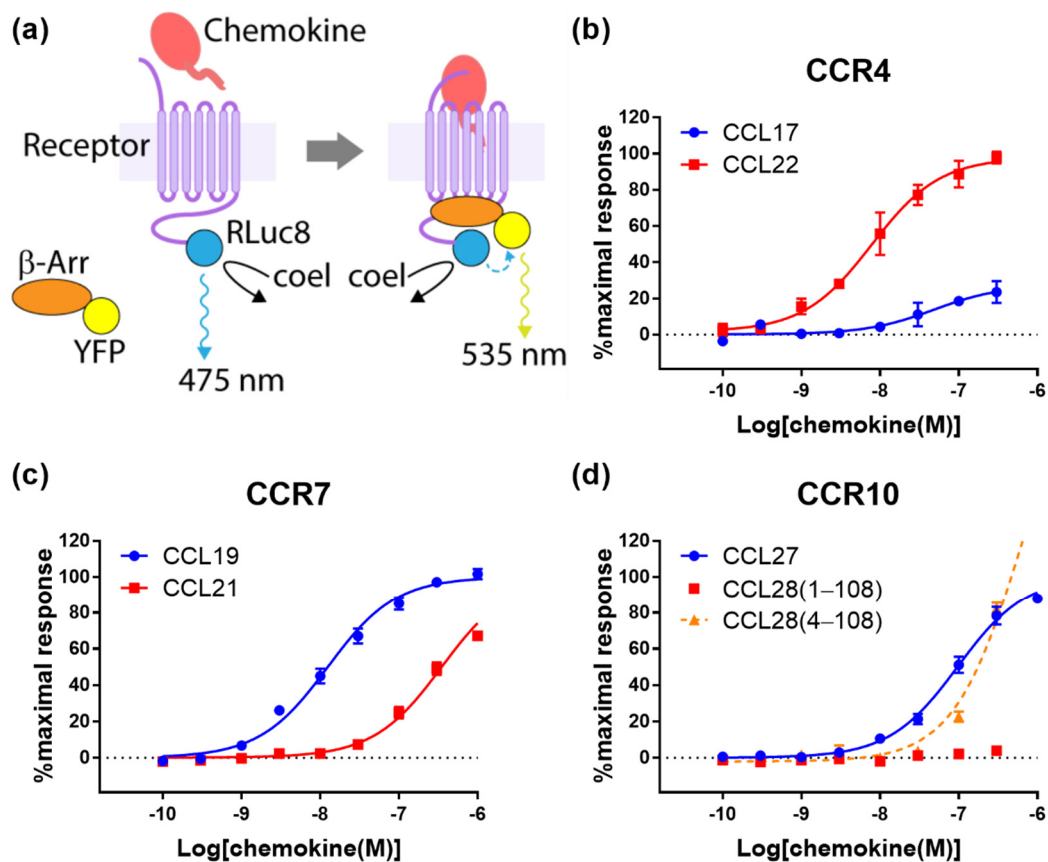 (a)
Chemokine
Receptor
RLuc8
β-Arr
coel
coel
YFP
475 nm
535 nm
(b)
CCR4
CCL17
CCL22
%maximal response
120
100
80
60
40
20
0
-10
-9
-8
-7
-6
Log[chemokine(M)]
(c)
CCR7
CCL19
CCL21
%maximal response
120
100
80
60
40
20
0
-10
-9
-8
-7
-6
Log[chemokine(M)]
(d)
CCR10
CCL27
CCL28(1–108)
CCL28(4–108)
%maximal response
120
100
80
60
40
20
0
-10
-9
-8
-7
-6
Log[chemokine(M)]